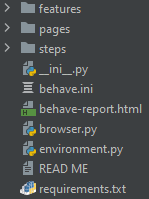 features
pages
steps
__ini__.py
behave.ini
behave-report.html
browser.py
environment.py
READ ME
requirements.txt